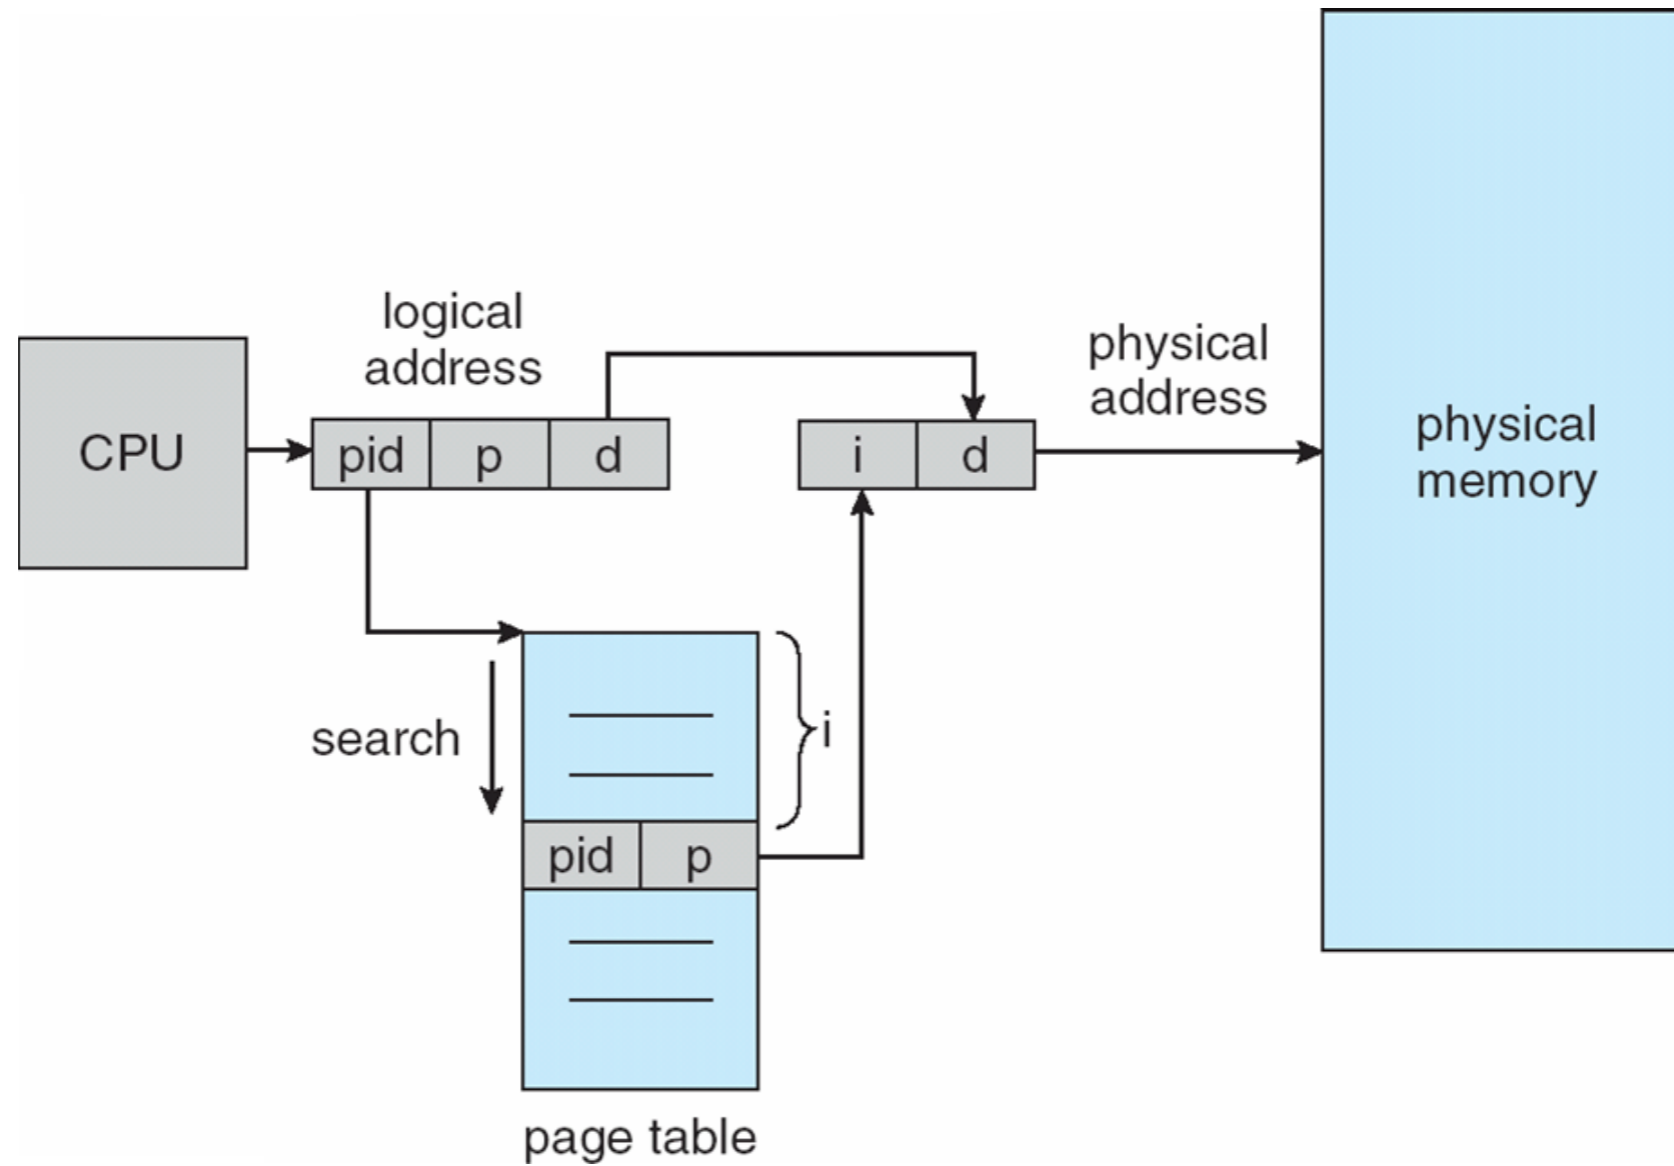 logical
address
physical
address
CPU
pid p d
i d
physical
memory
search
i
pid p
page table